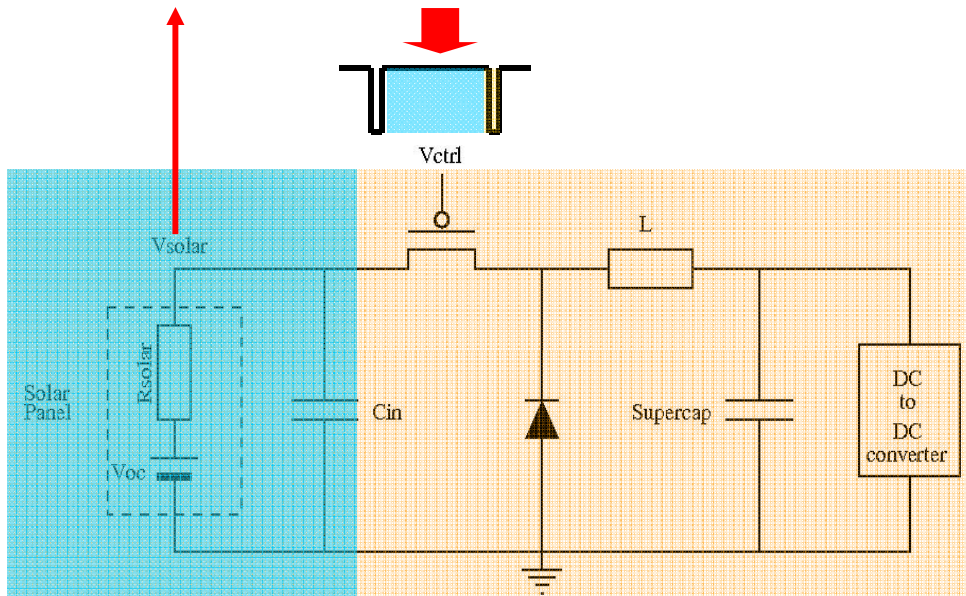 Vctrl
Vsolar
L
Rsolar
Solar
Panel
Cin
Supercap
DC
to
DC
converter
Voc